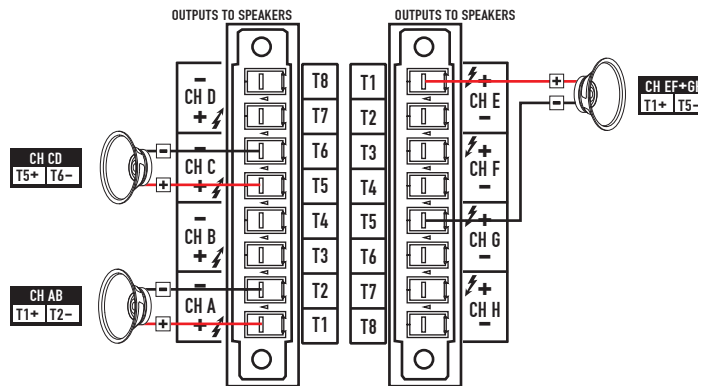 OUTPUTS TO SPEAKERS
OUTPUTS TO SPEAKERS
−
CH D
+
T8
T7
−
CH C
+
T6
T5
−
CH B
+
T4
T3
−
CH A
+
T2
T1
CH CD
T5+ T6−
− +
CH AB
T1+ T2−
− +
T1
T2
+
CH E
−
T3
T4
+
CH F
−
T5
T6
+
CH G
−
T7
T8
+
CH H
−
+ −
CH EF+G
T1+ T5−